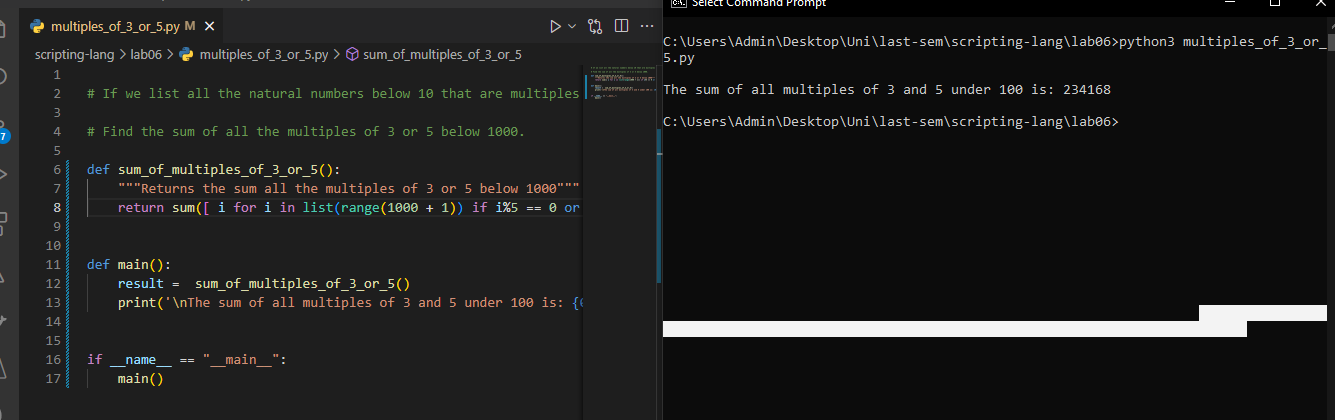 multiples_of_3_or_5.py M
scripting-lang > lab06 > multiples_of_3_or_5.py > sum_of_multiples_of_3_or_5
1
2 # If we list all the natural numbers below 10 that are multiples
3
4 # Find the sum of all the multiples of 3 or 5 below 1000.
5
6 def sum_of_multiples_of_3_or_5():
7 """Returns the sum all the multiples of 3 or 5 below 1000"""
8 return sum([ i for i in list(range(1000 + 1)) if i%5 == 0 or
9
10
11 def main():
12 result =  sum_of_multiples_of_3_or_5()
13 print('\nThe sum of all multiples of 3 and 5 under 100 is: {
14
15
16 if __name__ == "__main__":
17 main()
7
Select Command Prompt
C:\Users\Admin\Desktop\Uni\last-sem\scripting-lang\lab06>python3 multiples_of_3_or_
5.py
The sum of all multiples of 3 and 5 under 100 is: 234168
C:\Users\Admin\Desktop\Uni\last-sem\scripting-lang\lab06>